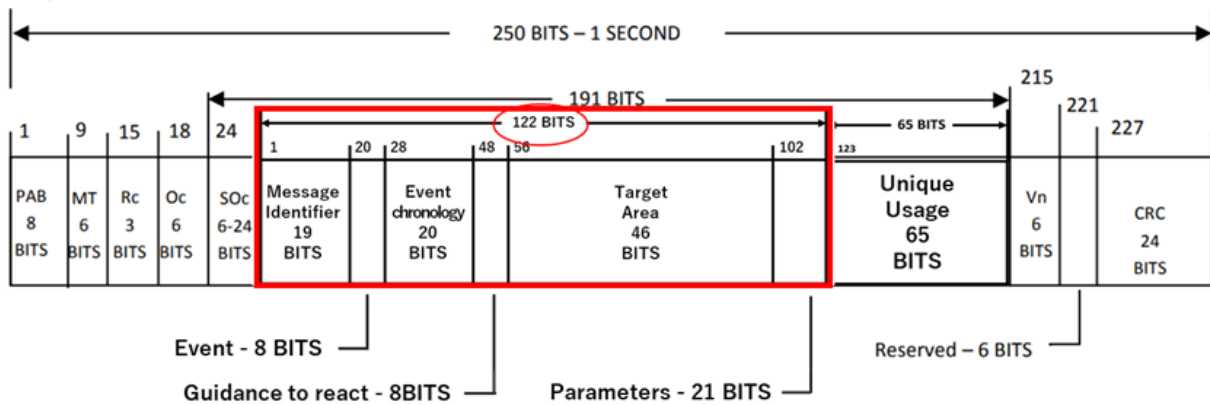 250 BITS – 1 SECOND
215
191 BITS
221
122 BITS
65 BITS
1 9 15 18 24 1 20 28 48 56 102 123 227
PAB
8
BITS
MT
6
BITS
Rc
3
BITS
Oc
6
BITS
SOc
6-24
BITS
Message
Identifier
19
BITS
Event
chronology
20
BITS
Target
Area
46
BITS
Unique
Usage
65
BITS
Vn
6
BITS
CRC
24
BITS
Event - 8 BITS
Reserved – 6 BITS
Guidance to react - 8BITS
Parameters - 21 BITS